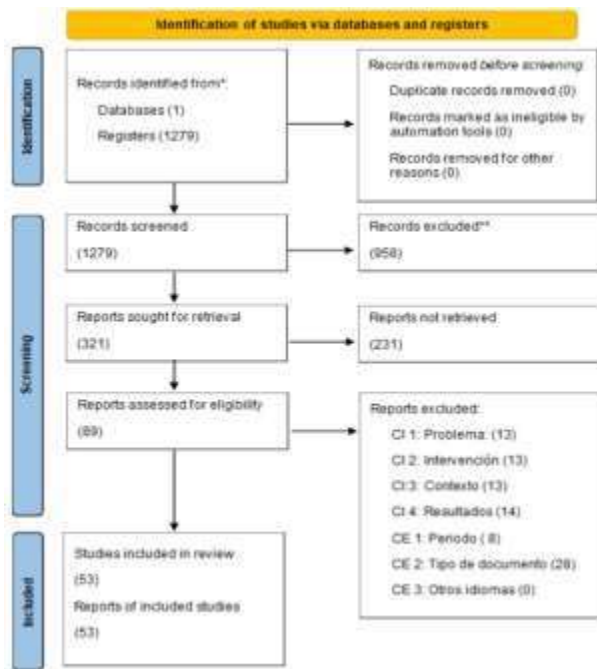 Identification of studies via databases and registers
Identification
Records identified from*:
Databases (1)
Registers (1279)
Records removed before screening:
Duplicate records removed (0)
Records marked as ineligible by
automation tools (0)
Records removed for other
reasons (0)
Screening
Records screened
(1279)
Records excluded**
(958)
Reports sought for retrieval
(321)
Reports not retrieved
(231)
Reports assessed for eligibility
(89)
Reports excluded:
CI 1: Problema: (13)
CI 2: Intervención (13)
CI:3: Contexto (13)
CI 4: Resultados (14)
CE 1: Periodo ( 8)
CE 2: Tipo de documento (28)
CE 3: Otros idiomas (0)
Included
Studies included in review
(53)
Reports of included studies
(53)